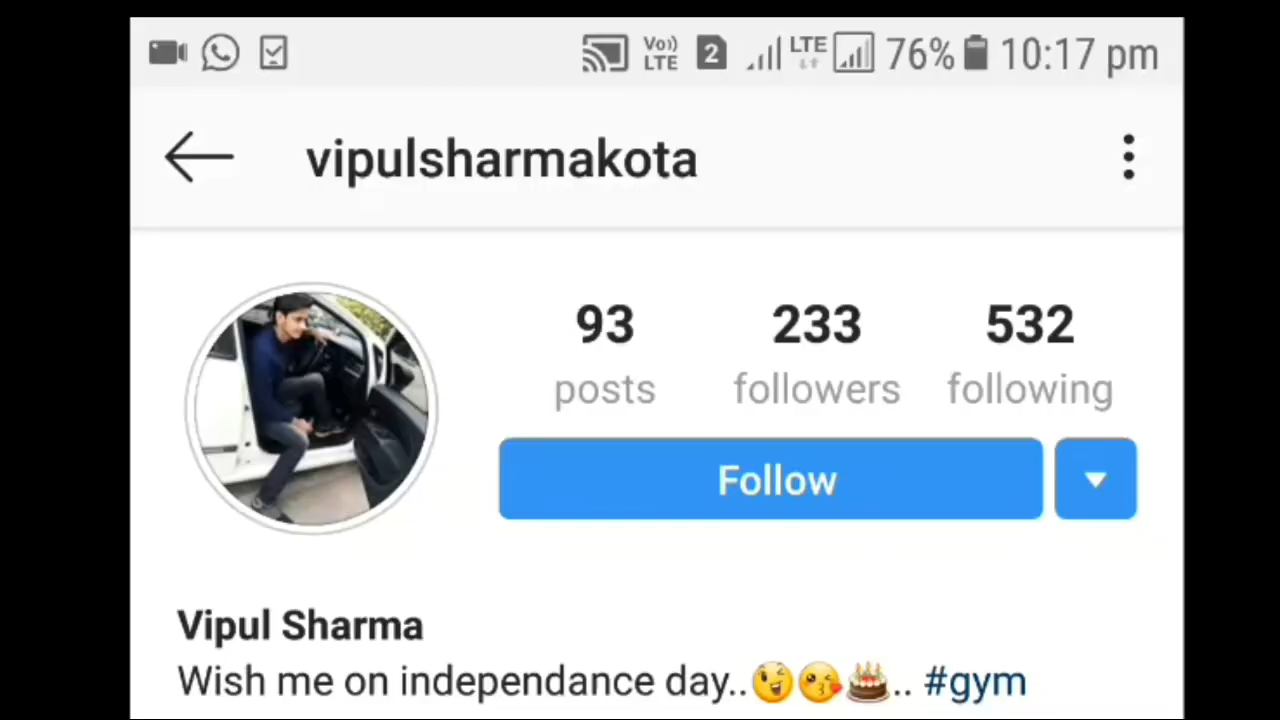 Vo)) LTE 2 LTE 76% 10:17 pm
vipulsharmakota
93 233 532
posts followers following
Follow
Vipul Sharma
Wish me on independance day..😉😘🎂.. #gym